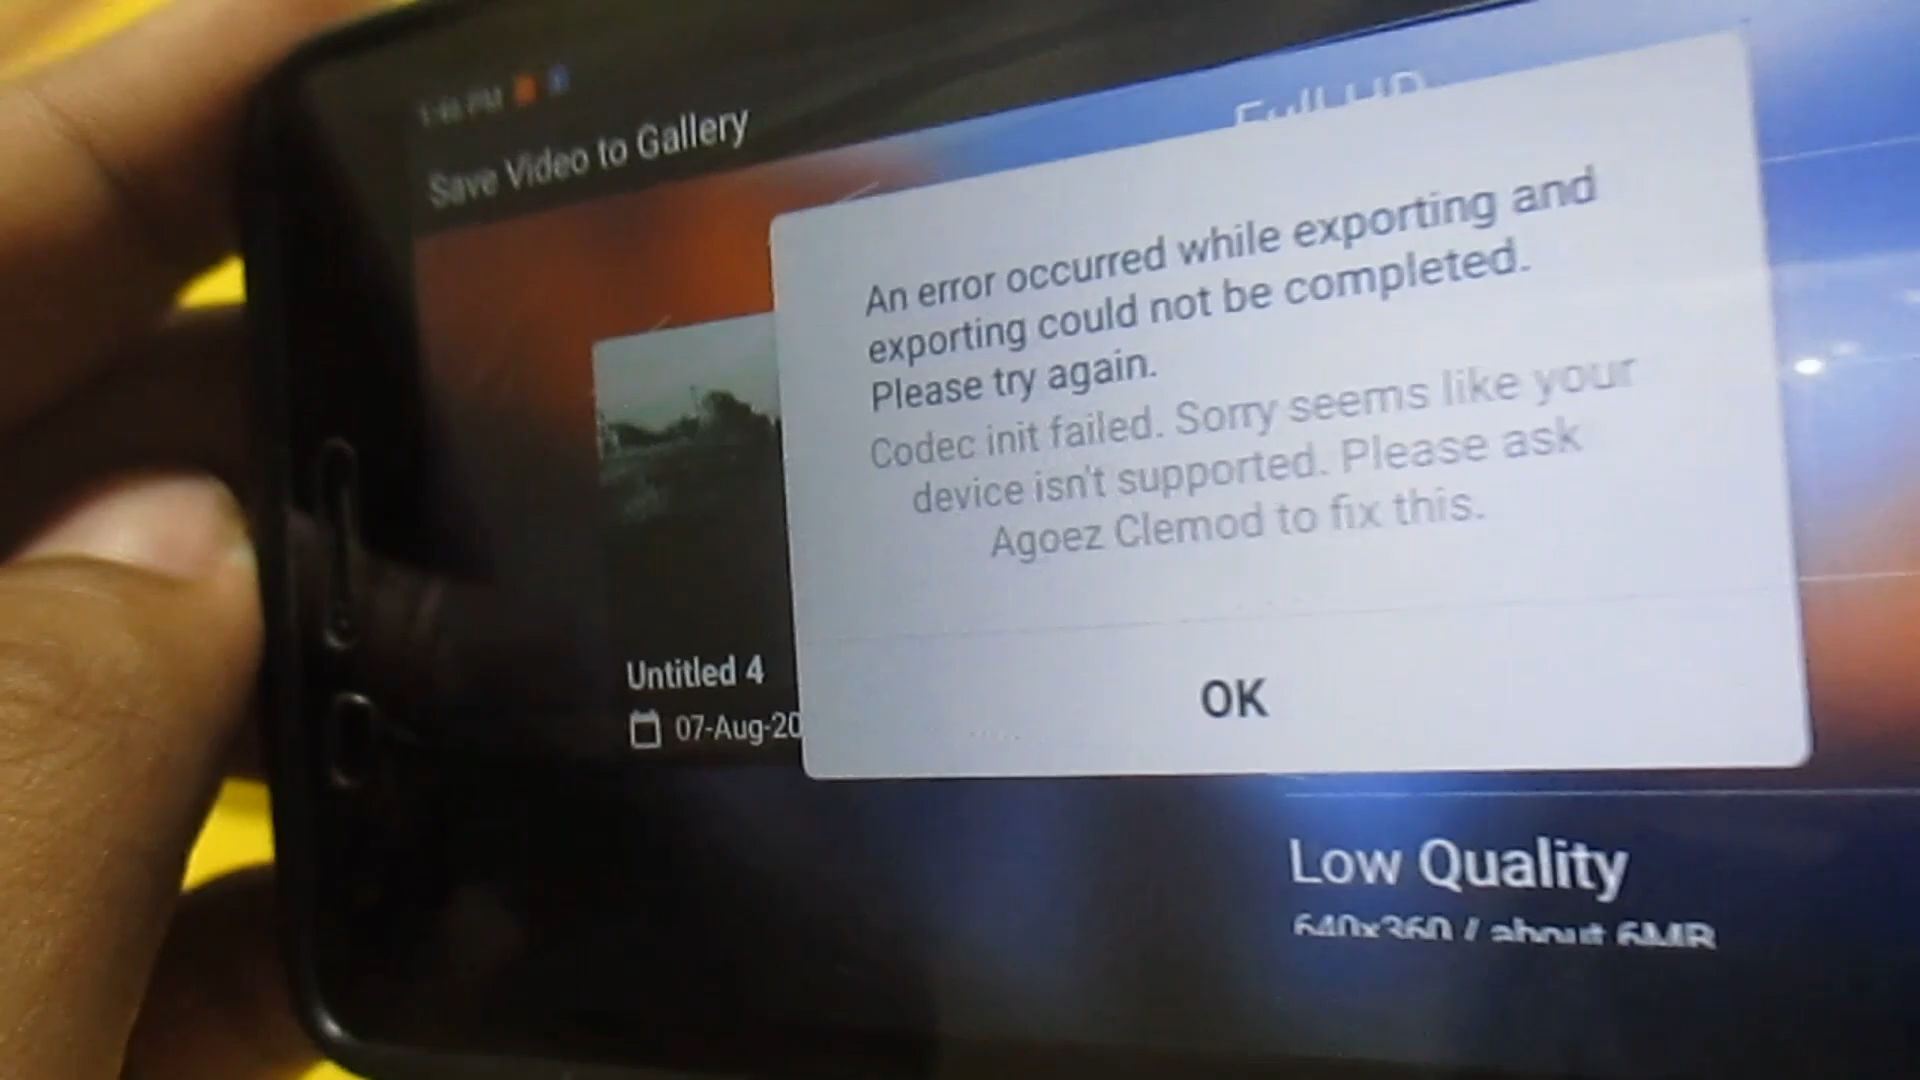 Save Video to Gallery
Full HD
An error occurred while exporting and
exporting could not be completed.
Please try again.
Codec init failed. Sorry seems like your
device isn't supported. Please ask
Agoez Clemod to fix this.
OK
Untitled 4
07-Aug-20
Low Quality
640x360 / about 6MB